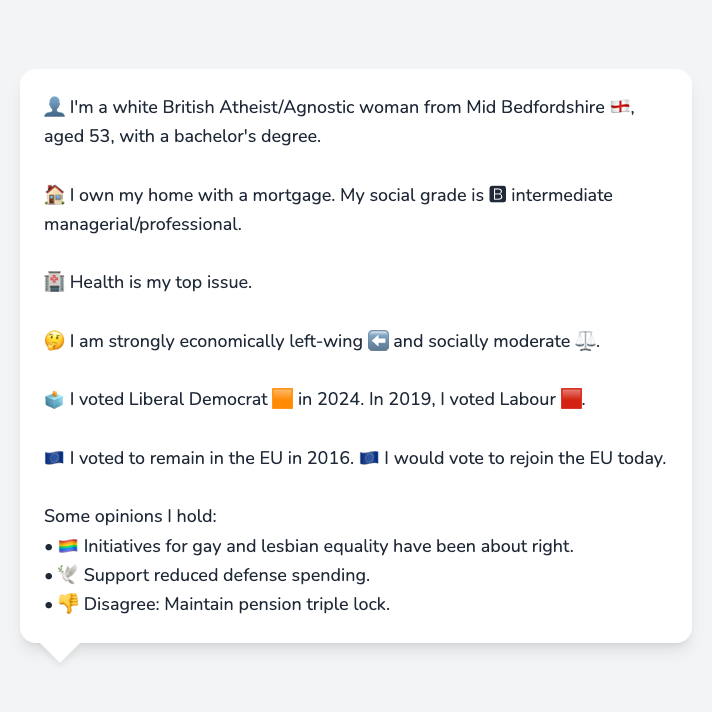 👤 I'm a white British Atheist/Agnostic woman from Mid Bedfordshire 🏴󠁧󠁢󠁥󠁮󠁧󠁿,
aged 53, with a bachelor's degree.
🏠 I own my home with a mortgage. My social grade is 🅱 intermediate
managerial/professional.
🏥 Health is my top issue.
🤔 I am strongly economically left-wing ⬅️ and socially moderate ⚖️.
🗳️ I voted Liberal Democrat 🟧 in 2024. In 2019, I voted Labour 🟥.
🇪🇺 I voted to remain in the EU in 2016. 🇪🇺 I would vote to rejoin the EU today.
Some opinions I hold:
• 🏳️‍🌈 Initiatives for gay and lesbian equality have been about right.
• 🕊️ Support reduced defense spending.
• 👎 Disagree: Maintain pension triple lock.